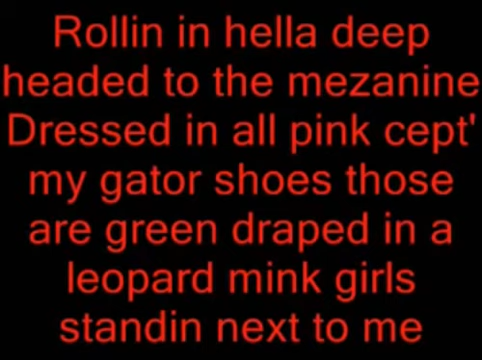 Rollin in hella deep
headed to the mezanine
Dressed in all pink cept'
my gator shoes those
are green draped in a
leopard mink girls
standin next to me